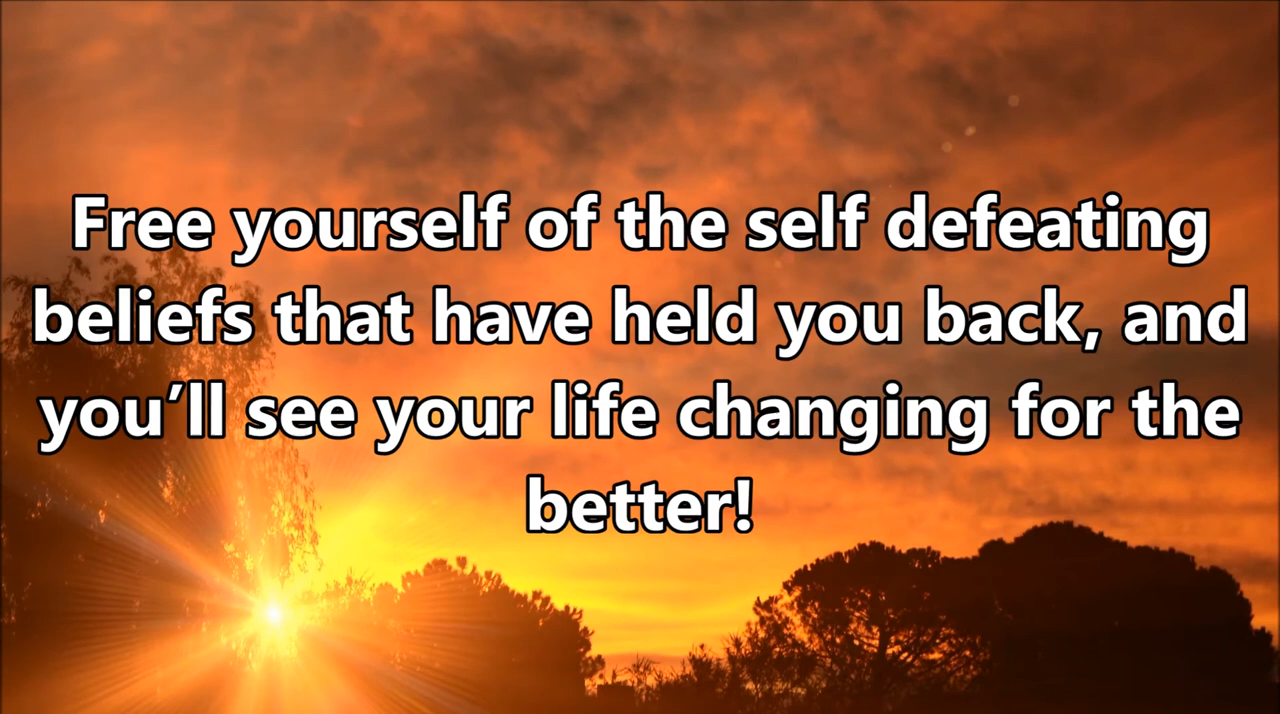 Free yourself of the self defeating
beliefs that have held you back, and
you’ll see your life changing for the
better!